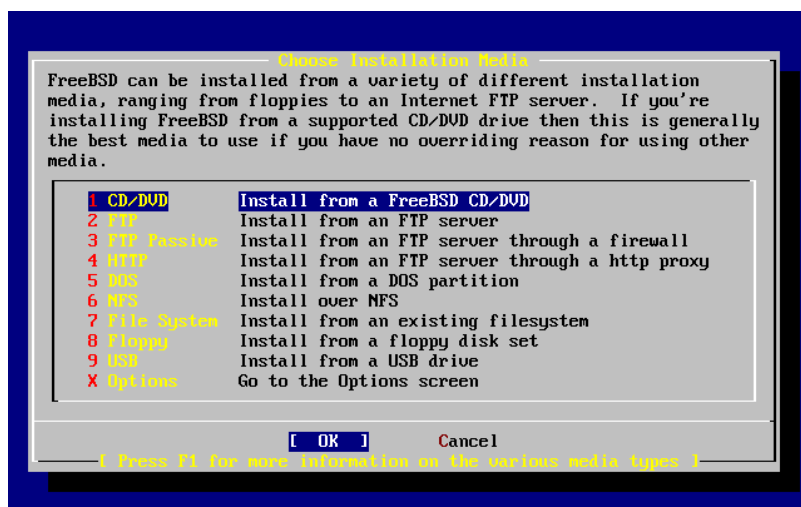 Choose Installation Media
FreeBSD can be installed from a variety of different installation
media, ranging from floppies to an Internet FTP server.  If you're
installing FreeBSD from a supported CD/DVD drive then this is generally
the best media to use if you have no overriding reason for using other
media.
1 CD/DVD Install from a FreeBSD CD/DVD
2 FTP Install from an FTP server
3 FTP Passive Install from an FTP server through a firewall
4 HTTP Install from an FTP server through a http proxy
5 DOS Install from a DOS partition
6 NFS Install over NFS
7 File System Install from an existing filesystem
8 Floppy Install from a floppy disk set
9 USB Install from a USB drive
X Options Go to the Options screen
[ OK ] Cancel
[ Press F1 for more information on the various media types ]